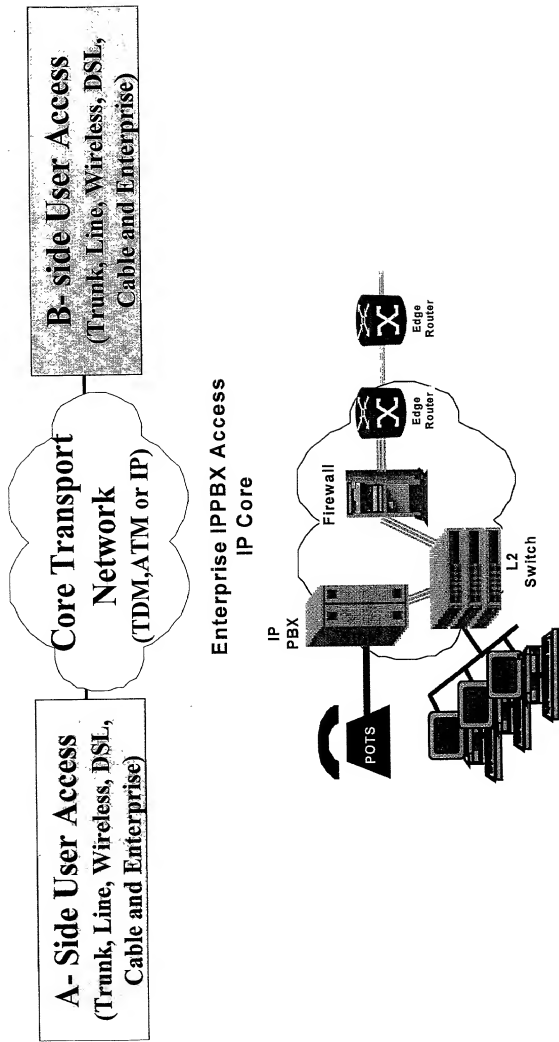 A- Side User Access
(Trunk, Line, Wireless, DSL,
Cable and Enterprise)
Core Transport
Network
(TDM,ATM or IP)
B- side User Access
(Trunk, Line, Wireless, DSL,
Cable and Enterprise)
Enterprise IPPBX Access
IP Core
IP
PBX
POTS
L2
Switch
Firewall
Edge
Router
Edge
Router